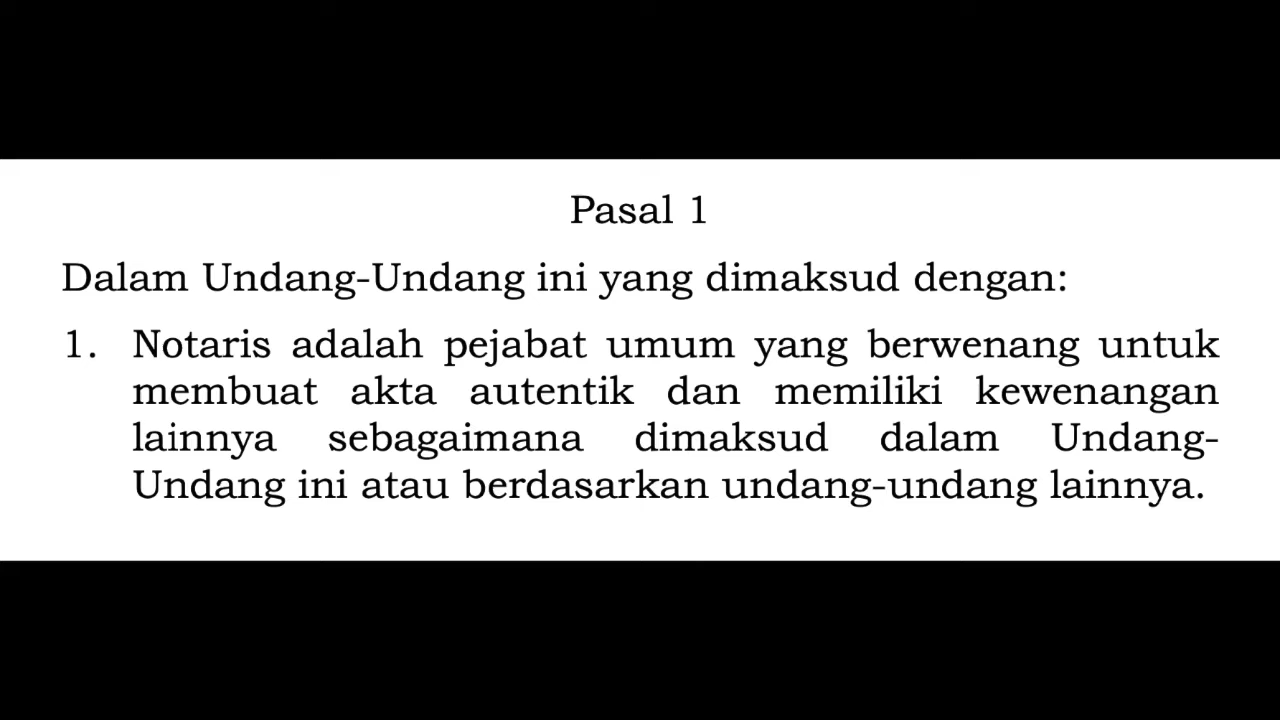 Pasal 1
Dalam Undang-Undang ini yang dimaksud dengan:
1. Notaris adalah pejabat umum yang berwenang untuk
membuat akta autentik dan memiliki kewenangan
lainnya sebagaimana dimaksud dalam Undang-
Undang ini atau berdasarkan undang-undang lainnya.